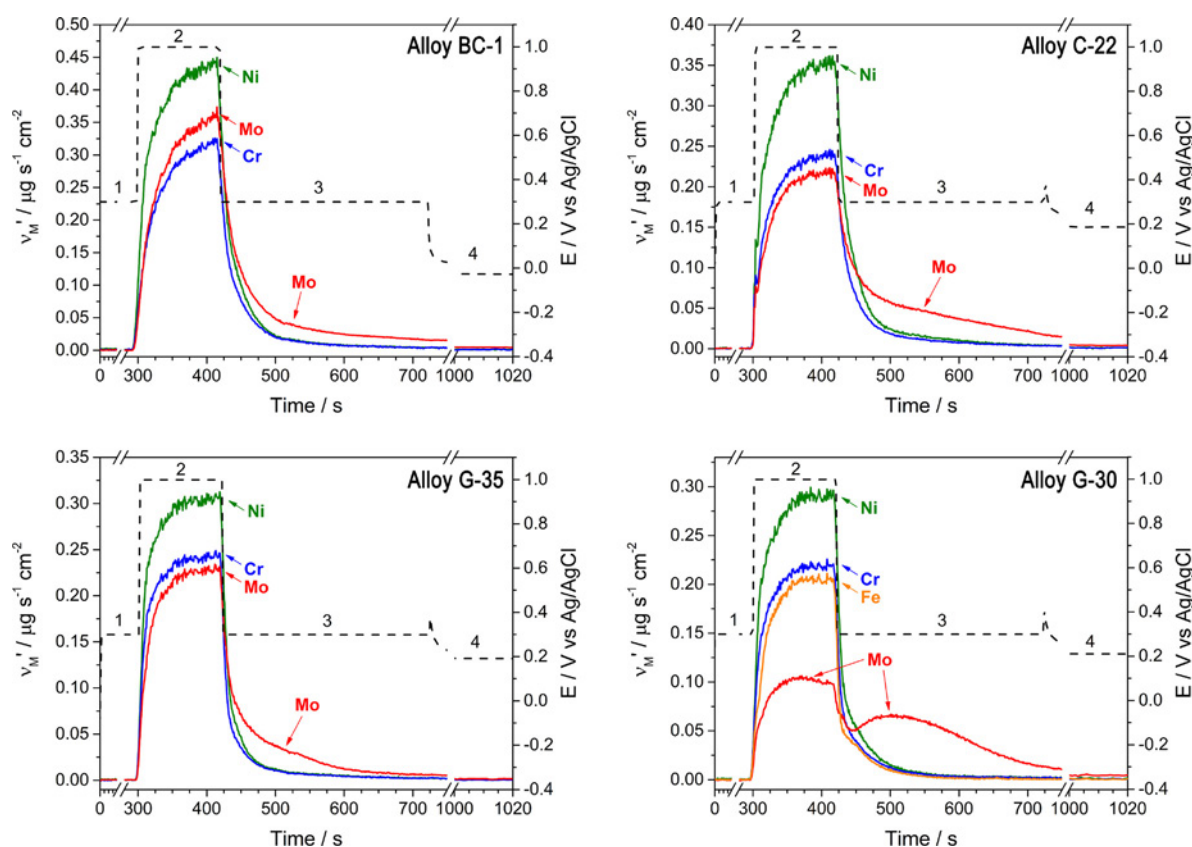 Alloy BC-1
0.50
0.45
0.40
0.35
0.30
0.25
0.20
0.15
0.10
0.05
0.00
νM' / µg s⁻¹ cm⁻²
1.0
0.8
0.6
0.4
0.2
0.0
-0.2
-0.4
E / V vs Ag/AgCl
1
2
3
4
Ni
Mo
Cr
Mo
0 300 400 500 600 700 1000 1020
Time / s
Alloy C-22
0.40
0.35
0.30
0.25
0.20
0.15
0.10
0.05
0.00
νM' / µg s⁻¹ cm⁻²
1.0
0.8
0.6
0.4
0.2
0.0
-0.2
-0.4
E / V vs Ag/AgCl
1
2
3
4
Ni
Cr
Mo
Mo
0 300 400 500 600 700 1000 1020
Time / s
Alloy G-35
0.35
0.30
0.25
0.20
0.15
0.10
0.05
0.00
νM' / µg s⁻¹ cm⁻²
1.0
0.8
0.6
0.4
0.2
0.0
-0.2
-0.4
E / V vs Ag/AgCl
1
2
3
4
Ni
Cr
Mo
Mo
0 300 400 500 600 700 1000 1020
Time / s
Alloy G-30
0.30
0.25
0.20
0.15
0.10
0.05
0.00
νM' / µg s⁻¹ cm⁻²
1.0
0.8
0.6
0.4
0.2
0.0
-0.2
-0.4
E / V vs Ag/AgCl
1
2
3
4
Ni
Cr
Fe
Mo
0 300 400 500 600 700 1000 1020
Time / s